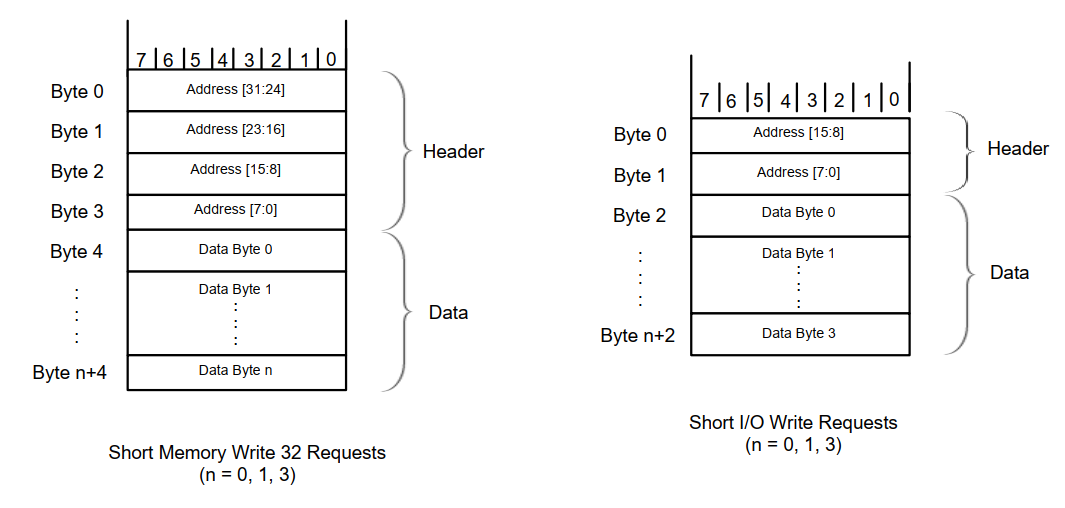 7 6 5 4 3 2 1 0
Byte 0 Address [31:24]
Byte 1 Address [23:16]
Byte 2 Address [15:8]
Byte 3 Address [7:0]
Header
Byte 4 Data Byte 0
Data Byte 1
Data
Byte n+4 Data Byte n
Short Memory Write 32 Requests
(n = 0, 1, 3)
7 6 5 4 3 2 1 0
Byte 0 Address [15:8]
Byte 1 Address [7:0]
Header
Byte 2 Data Byte 0
Data Byte 1
Data
Byte n+2 Data Byte 3
Short I/O Write Requests
(n = 0, 1, 3)